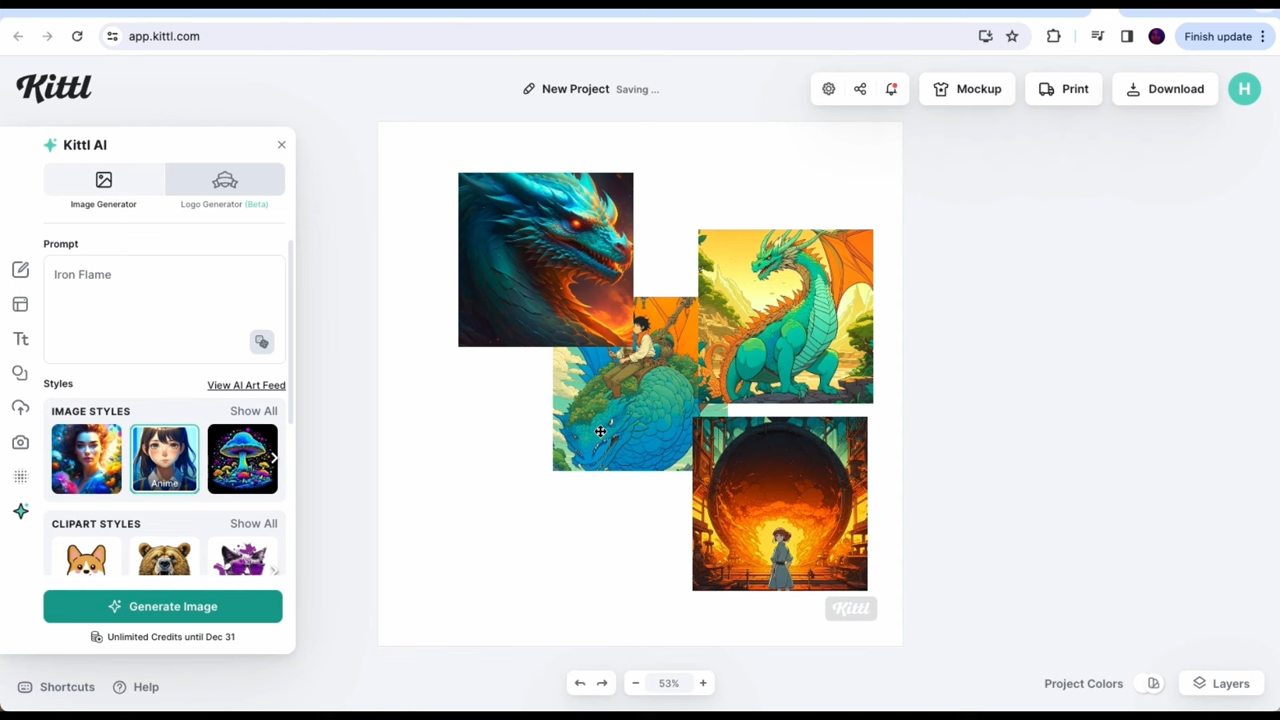 app.kittl.com
Finish update
Kittl
New Project Saving ...
Mockup
Print
Download
H
Kittl AI
Image Generator
Logo Generator (Beta)
Prompt
Iron Flame
Styles
View AI Art Feed
IMAGE STYLES
Show All
Anime
CLIPART STYLES
Show All
Generate Image
Unlimited Credits until Dec 31
Tt
Kittl
Shortcuts
Help
53%
Project Colors
Layers